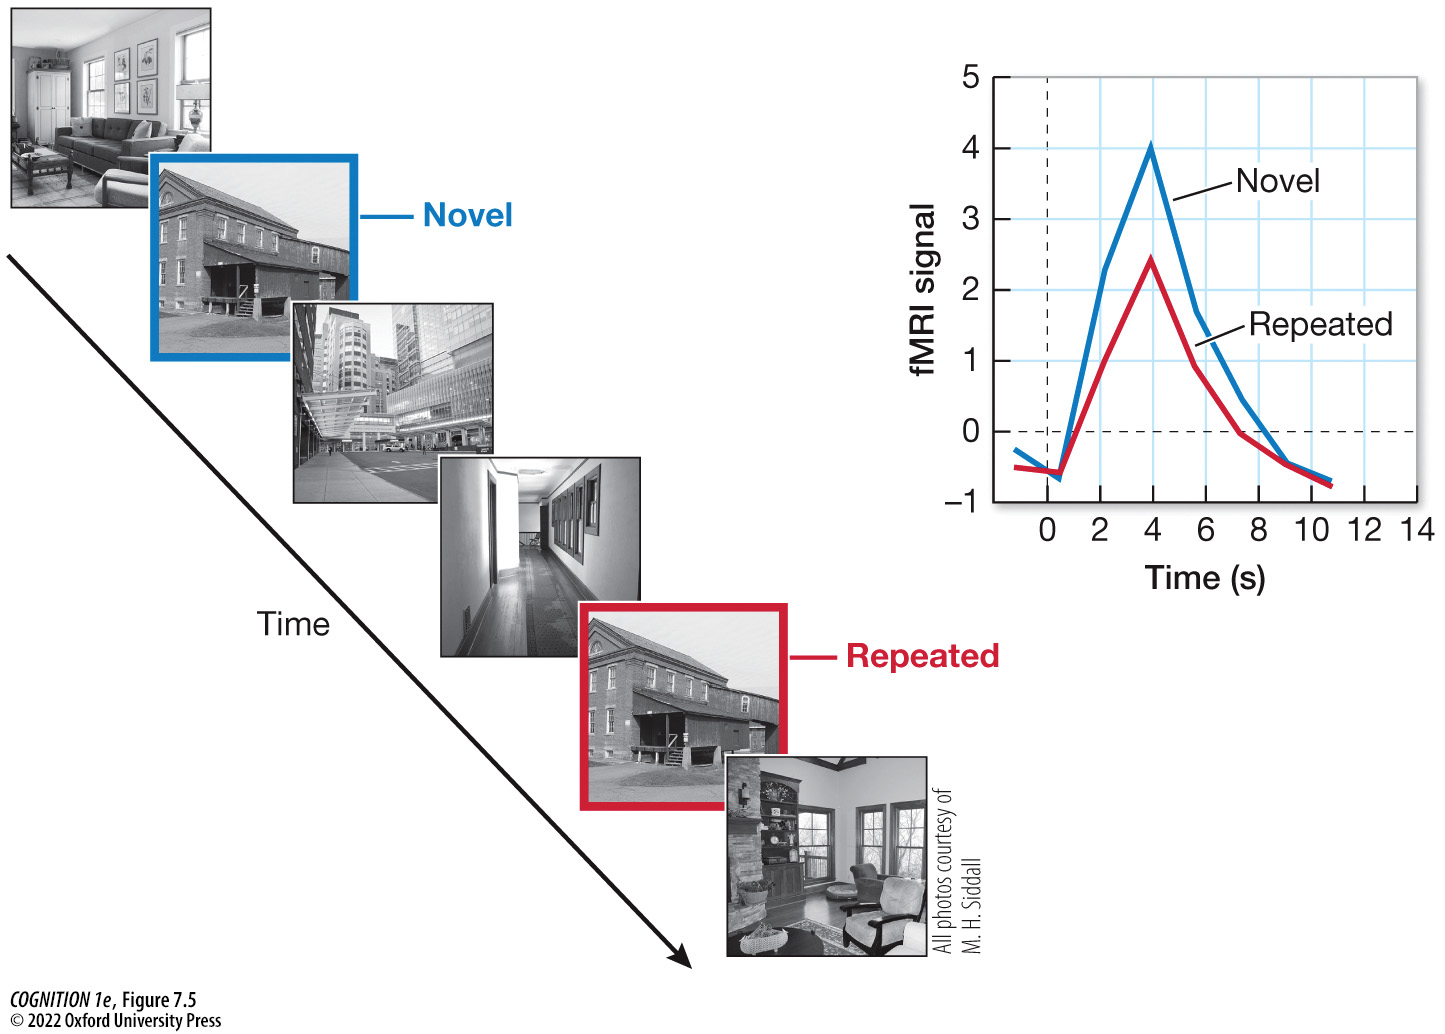 Novel
Time
Repeated
All photos courtesy of
M. H. Siddall
5
4
3
2
1
0
−1
fMRI signal
Novel
Repeated
0 2 4 6 8 10 12 14
Time (s)
COGNITION 1e, Figure 7.5
© 2022 Oxford University Press